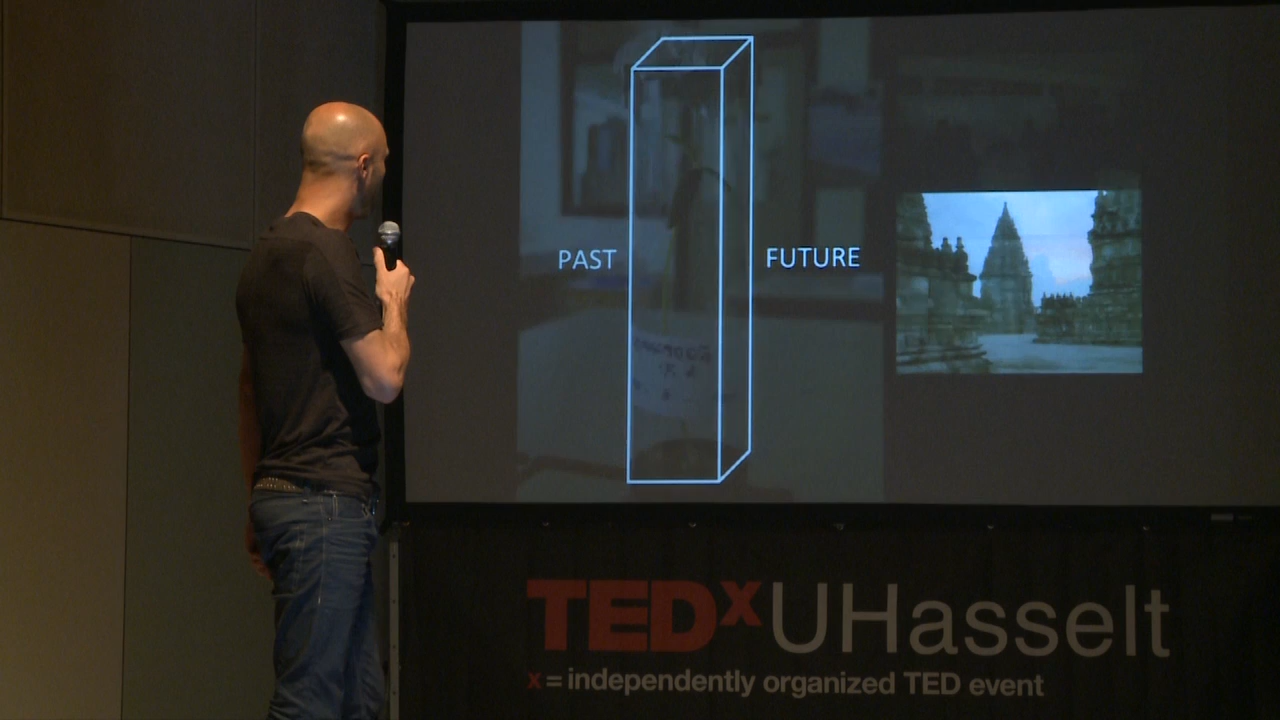 PAST
FUTURE
TEDxUHasselt
x = independently organized TED event